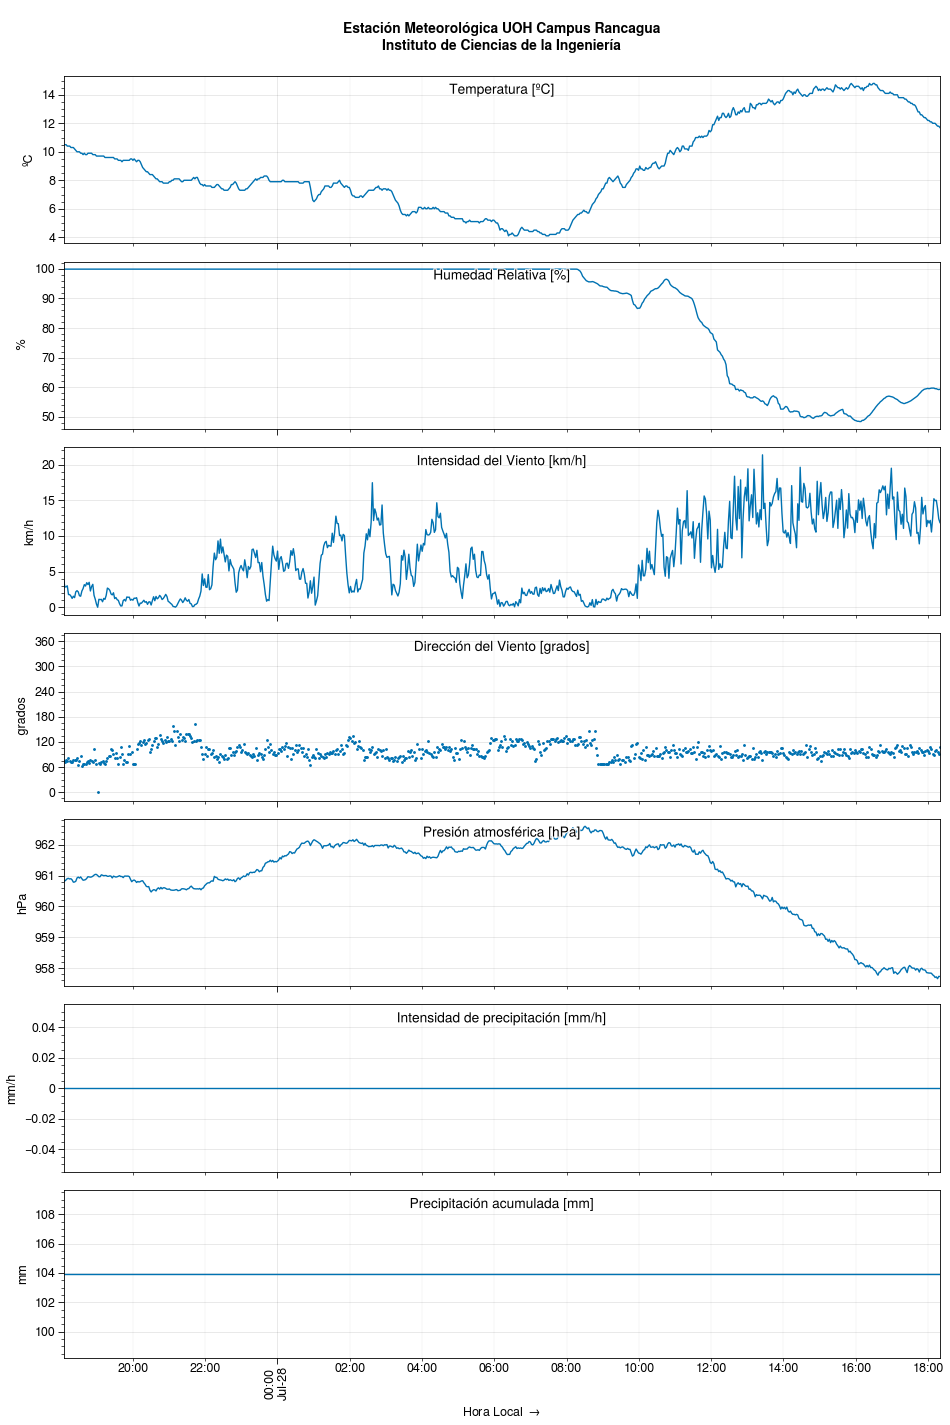 Estación Meteorológica UOH Campus Rancagua
Instituto de Ciencias de la Ingeniería
Temperatura [ºC]
ºC
14
12
10
8
6
4
Humedad Relativa [%]
%
100
90
80
70
60
50
Intensidad del Viento [km/h]
km/h
20
15
10
5
0
Dirección del Viento [grados]
grados
360
300
240
180
120
60
0
Presión atmosférica [hPa]
hPa
962
961
960
959
958
Intensidad de precipitación [mm/h]
mm/h
0.04
0.02
0
−0.02
−0.04
Precipitación acumulada [mm]
mm
108
106
104
102
100
20:00 22:00 00:00 02:00 04:00 06:00 08:00 10:00 12:00 14:00 16:00 18:00
Jul-28
Hora Local →